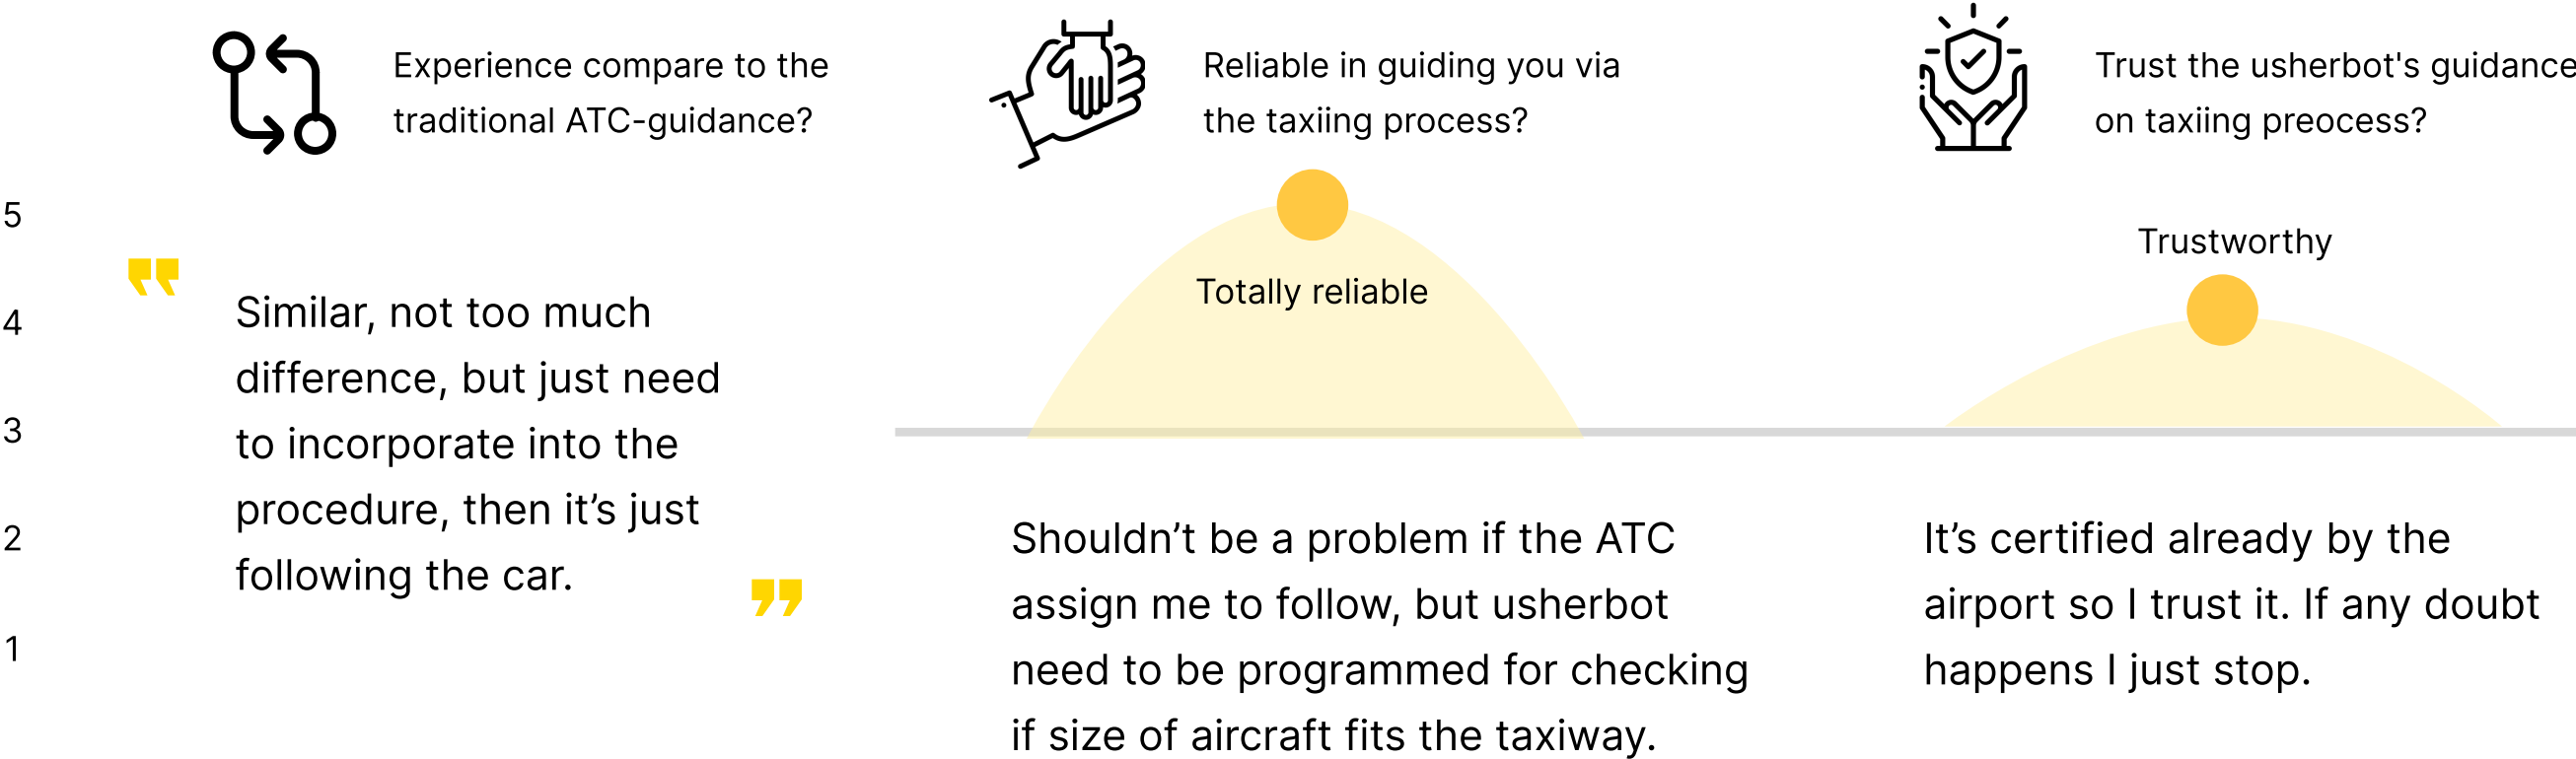 Experience compare to the
traditional ATC-guidance?
Reliable in guiding you via
the taxiing process?
Trust the usherbot's guidance
on taxiing preocess?
5
4
3
2
1
"
Similar, not too much
difference, but just need
to incorporate into the
procedure, then it’s just
following the car.
"
Totally reliable
Shouldn’t be a problem if the ATC
assign me to follow, but usherbot
need to be programmed for checking
if size of aircraft fits the taxiway.
Trustworthy
It’s certified already by the
airport so I trust it. If any doubt
happens I just stop.